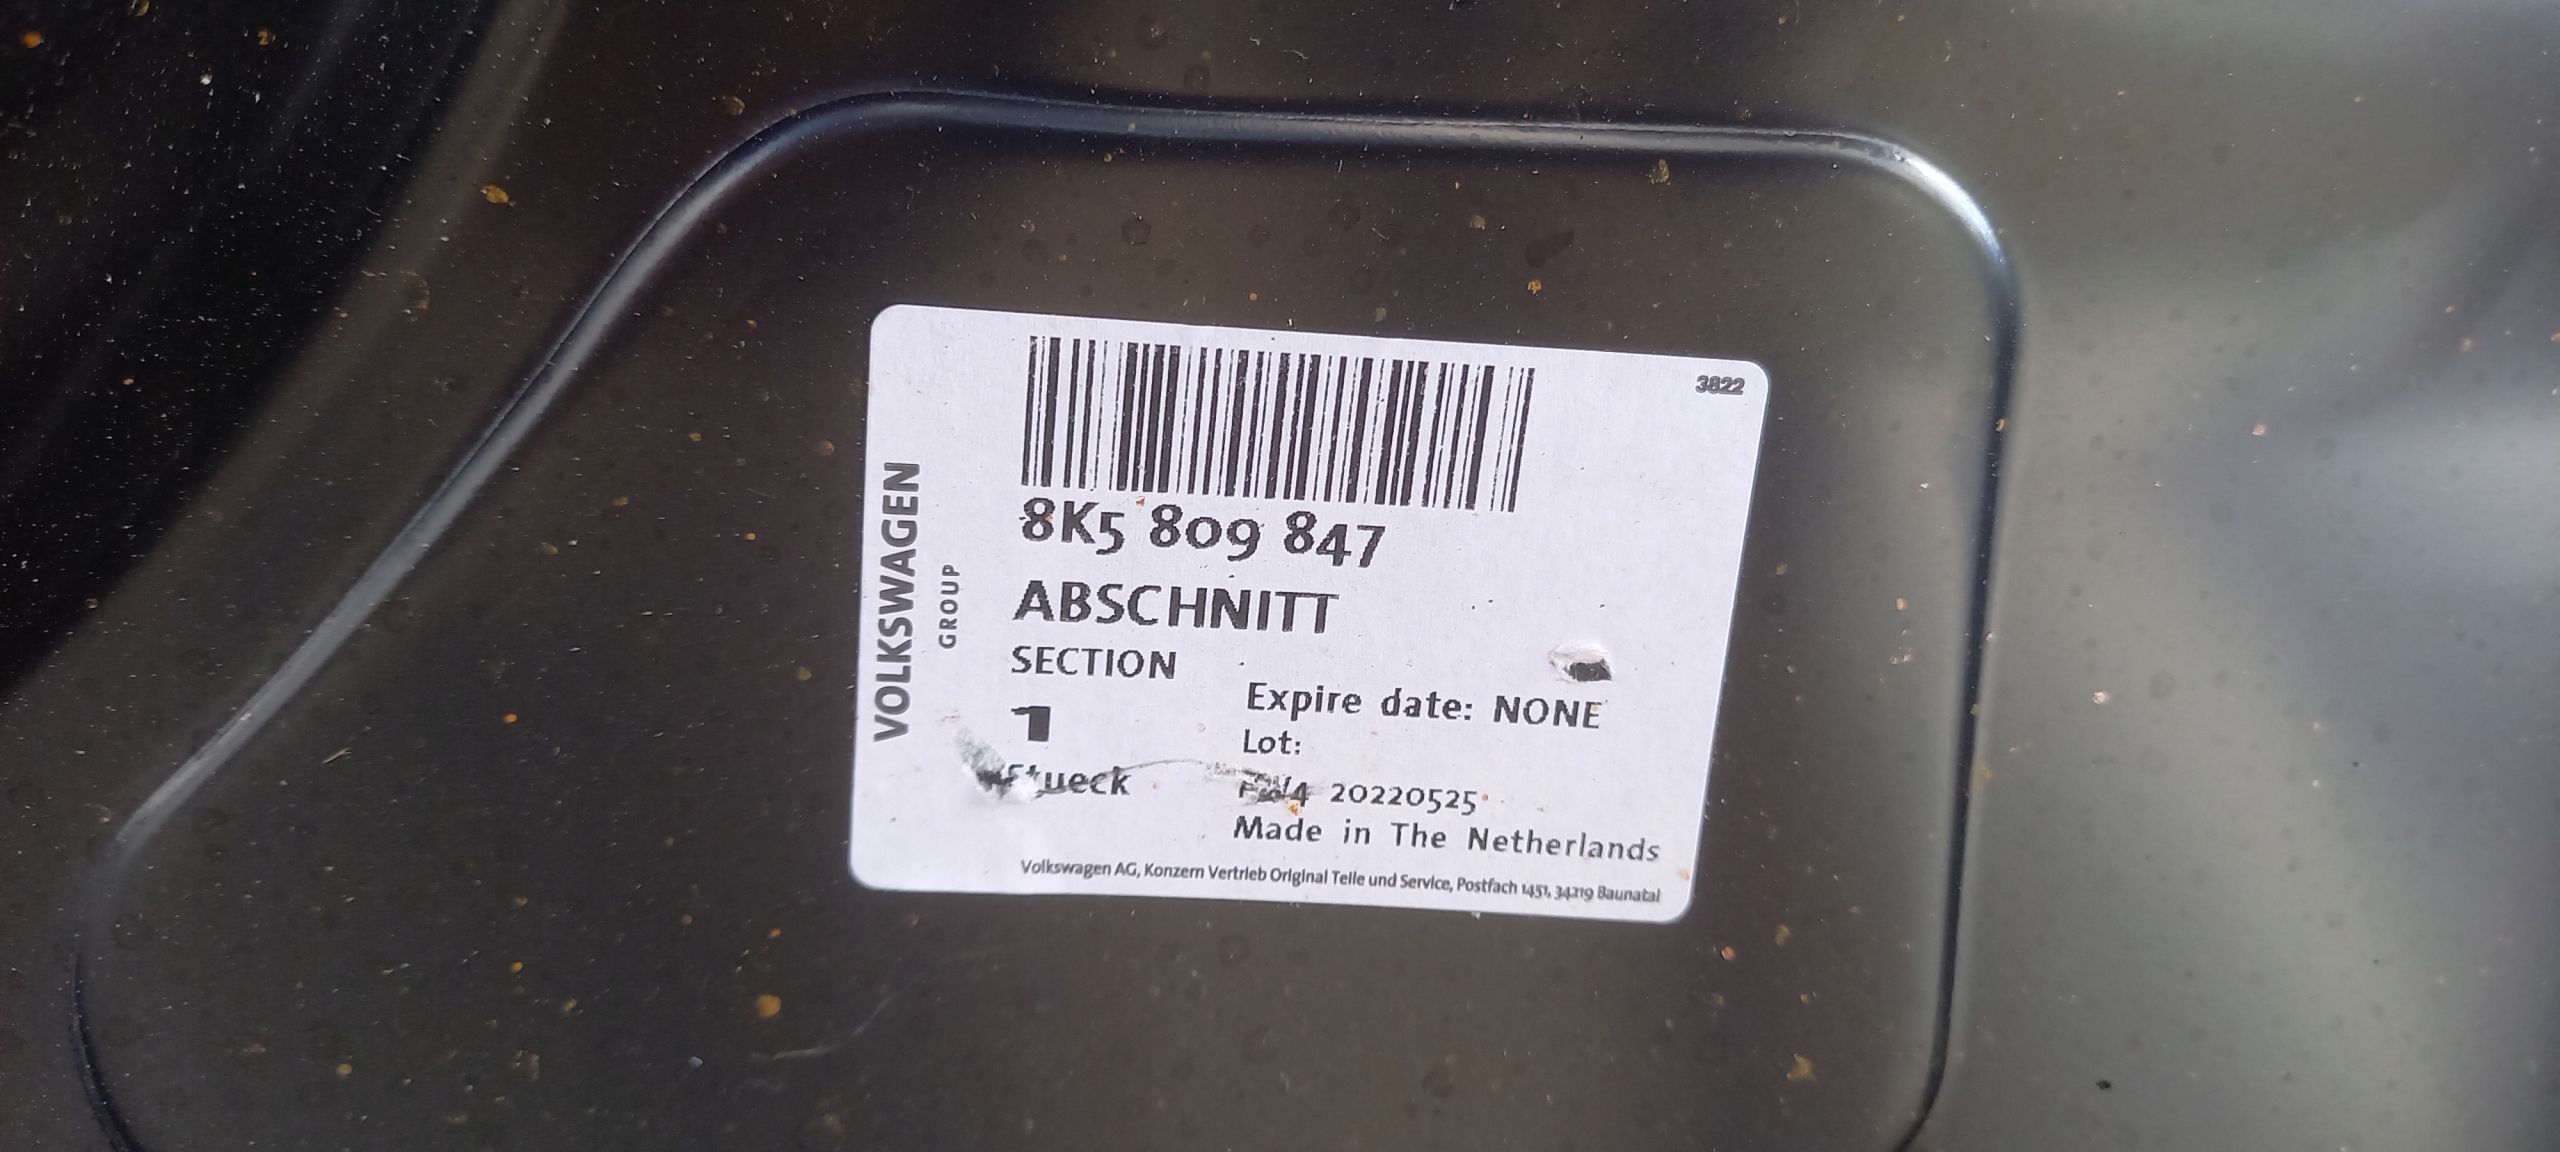 3822
8K5 809 847
ABSCHNITT
SECTION
1
Stueck
Expire date: NONE
Lot:
20220525
Made in The Netherlands
Volkswagen AG, Konzern Vertrieb Original Teile und Service, Postfach 1451, 34219 Baunatal
VOLKSWAGEN
GROUP